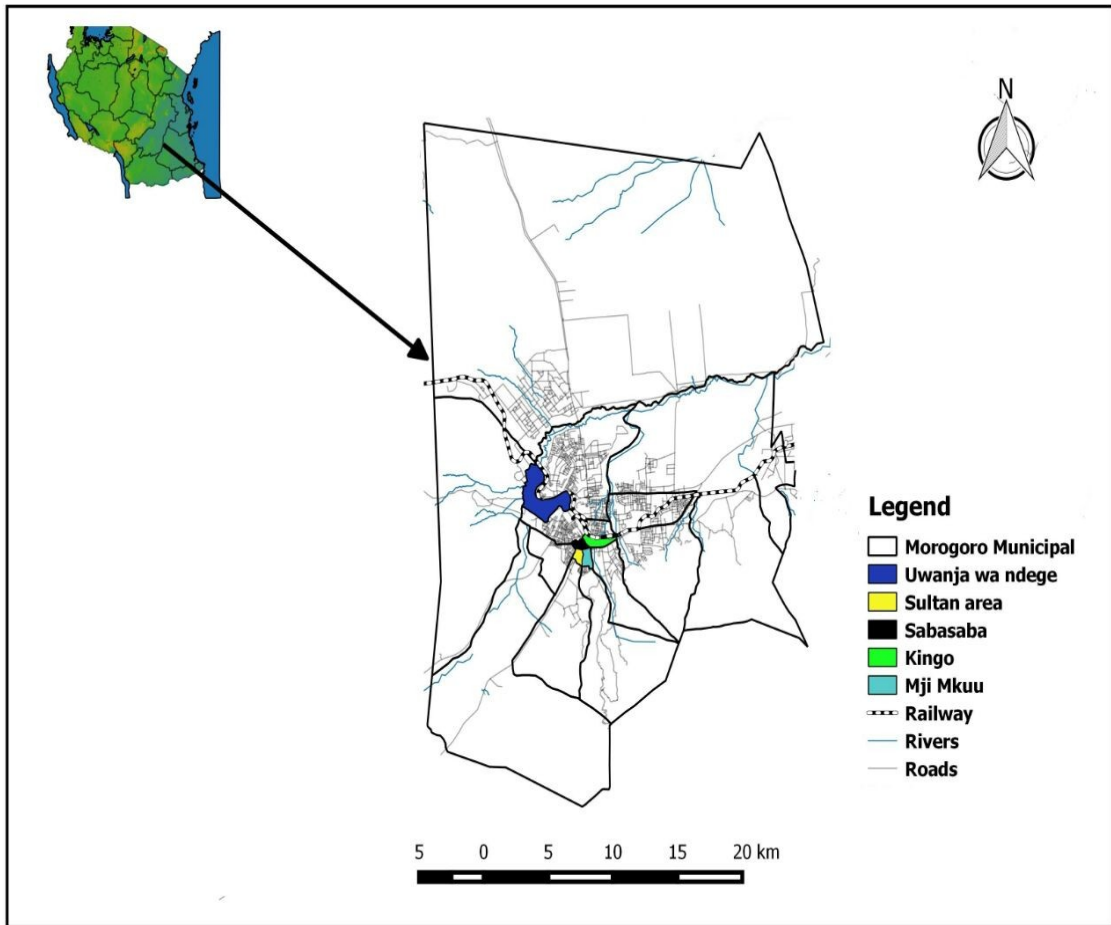 N
Legend
Morogoro Municipal
Uwanja wa ndege
Sultan area
Sabasaba
Kingo
Mji Mkuu
Railway
Rivers
Roads
5 0 5 10 15 20 km